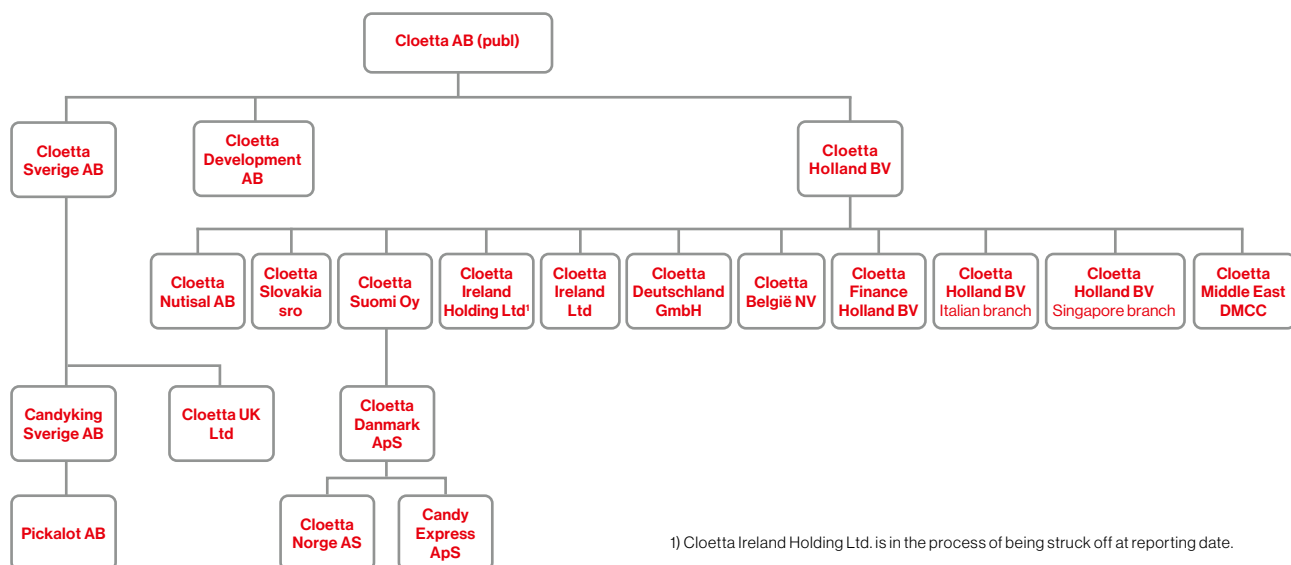 Cloetta AB (publ)
Cloetta
Sverige AB
Cloetta
Development
AB
Cloetta
Holland BV
Cloetta
Nutisal AB
Cloetta
Slovakia
sro
Cloetta
Suomi Oy
Cloetta
Ireland
Holding Ltd¹
Cloetta
Ireland
Ltd
Cloetta
Deutschland
GmbH
Cloetta
België NV
Cloetta
Finance
Holland BV
Cloetta
Holland BV
Italian branch
Cloetta
Holland BV
Singapore branch
Cloetta
Middle East
DMCC
Candyking
Sverige AB
Cloetta UK
Ltd
Cloetta
Danmark
ApS
Pickalot AB
Cloetta
Norge AS
Candy
Express
ApS
1) Cloetta Ireland Holding Ltd. is in the process of being struck off at reporting date.